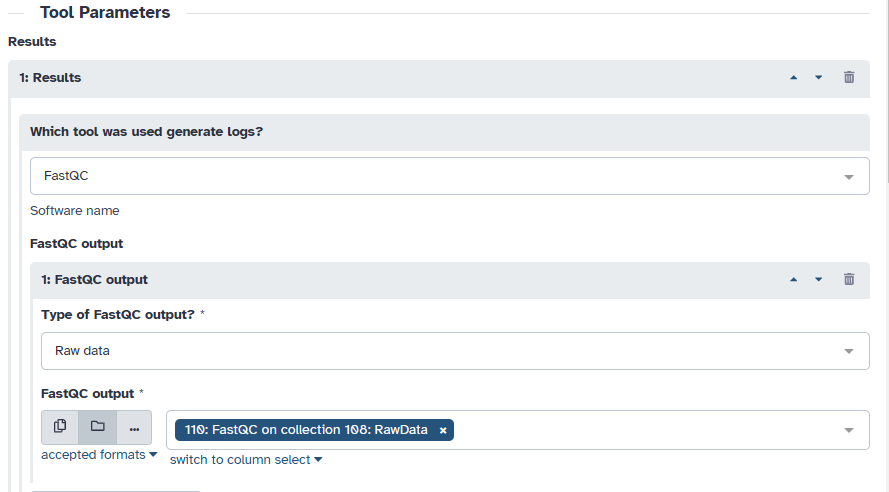 Tool Parameters
Results
1: Results
Which tool was used generate logs?
FastQC
Software name
FastQC output
1: FastQC output
Type of FastQC output? *
Raw data
FastQC output *
... 110: FastQC on collection 108: RawData ×
accepted formats switch to column select